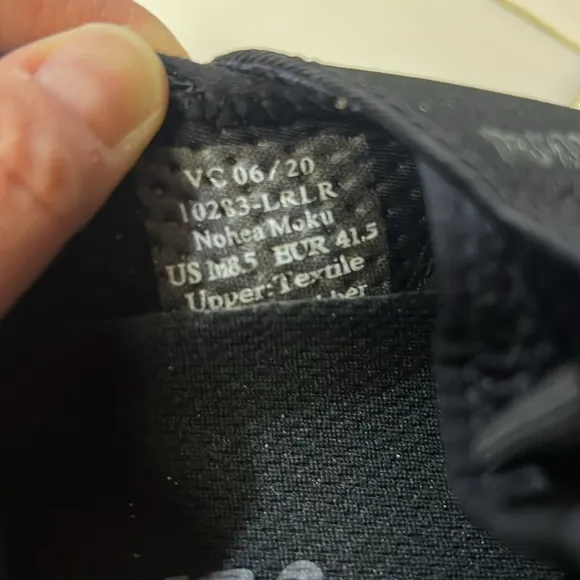 VC 06/20
10283-LRLR
Nohea Moku
US M8.5 EUR 41.5
Upper:Textile